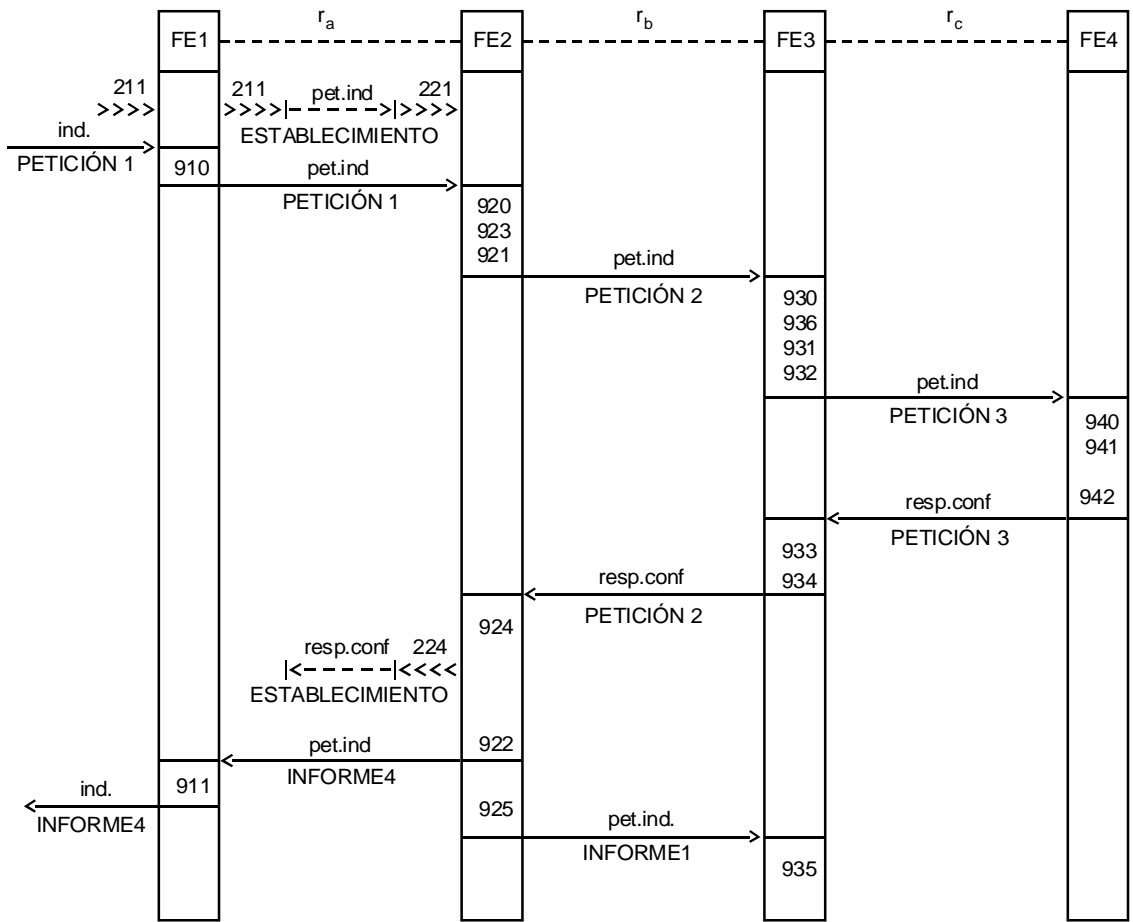 r_a r_b r_c
FE1 FE2 FE3 FE4
211 211 pet.ind 221
ESTABLECIMIENTO
ind.
PETICIÓN 1
910 pet.ind
PETICIÓN 1
920
923
921 pet.ind
PETICIÓN 2
930
936
931
932 pet.ind
PETICIÓN 3
940
941
resp.conf 942
PETICIÓN 3
933
resp.conf 934
PETICIÓN 2
924
resp.conf 224
ESTABLECIMIENTO
pet.ind 922
INFORME4
ind. 911
INFORME4
925 pet.ind.
INFORME1
935